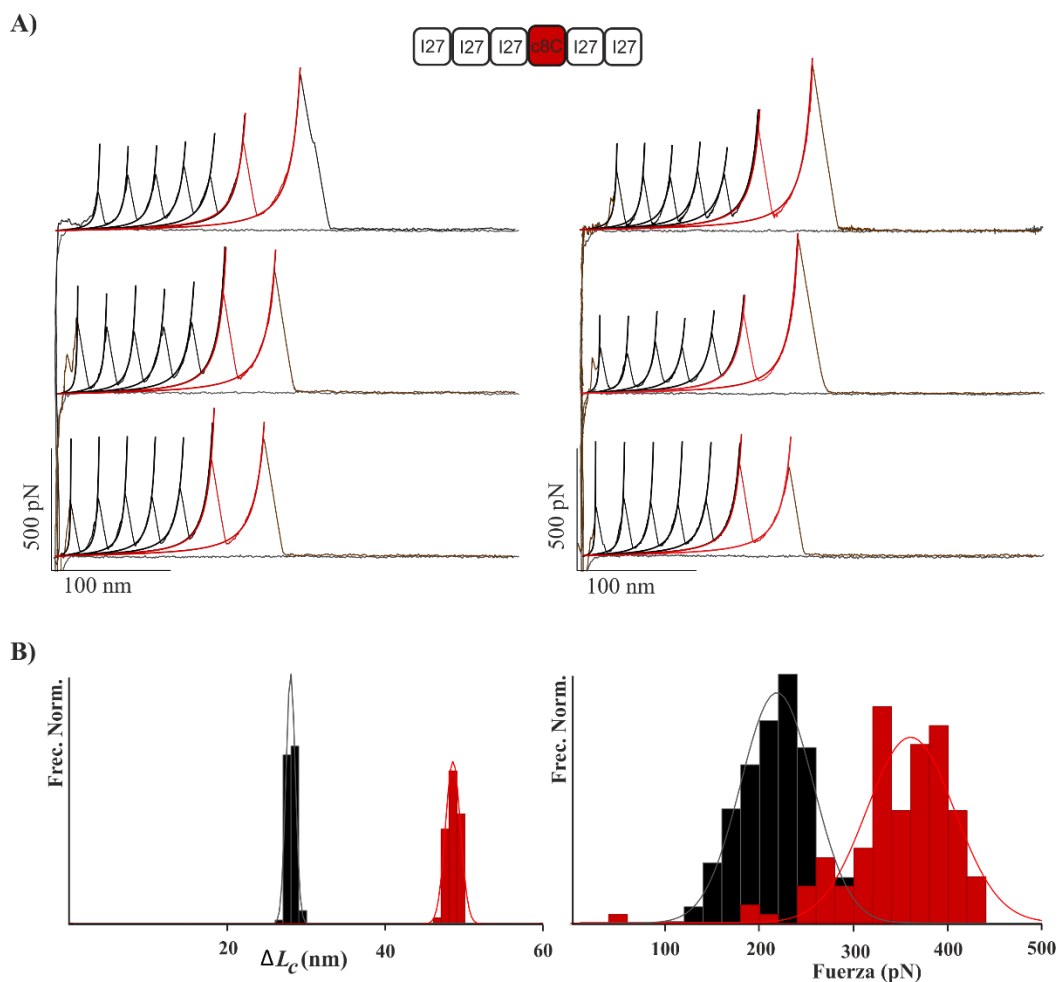 A)
I27 I27 I27 c8C I27 I27
500 pN
500 pN
100 nm
100 nm
B)
Frec. Norm.
Frec. Norm.
20 40 60
100 200 300 400 500
ΔLc (nm)
Fuerza (pN)